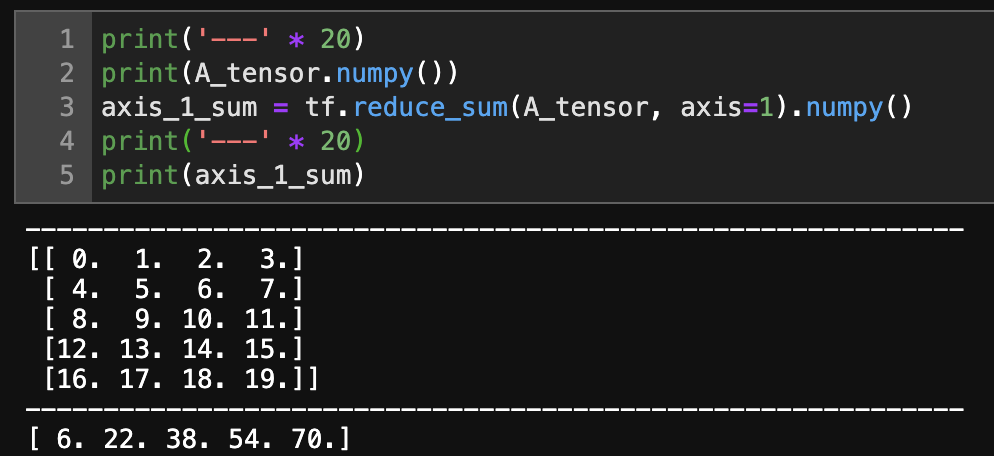 1 print('---' * 20)
2 print(A_tensor.numpy())
3 axis_1_sum = tf.reduce_sum(A_tensor, axis=1).numpy()
4 print('---' * 20)
5 print(axis_1_sum)
------------------------------------------------------------
[[ 0.  1.  2.  3.]
 [ 4.  5.  6.  7.]
 [ 8.  9. 10. 11.]
 [12. 13. 14. 15.]
 [16. 17. 18. 19.]]
------------------------------------------------------------
[ 6. 22. 38. 54. 70.]